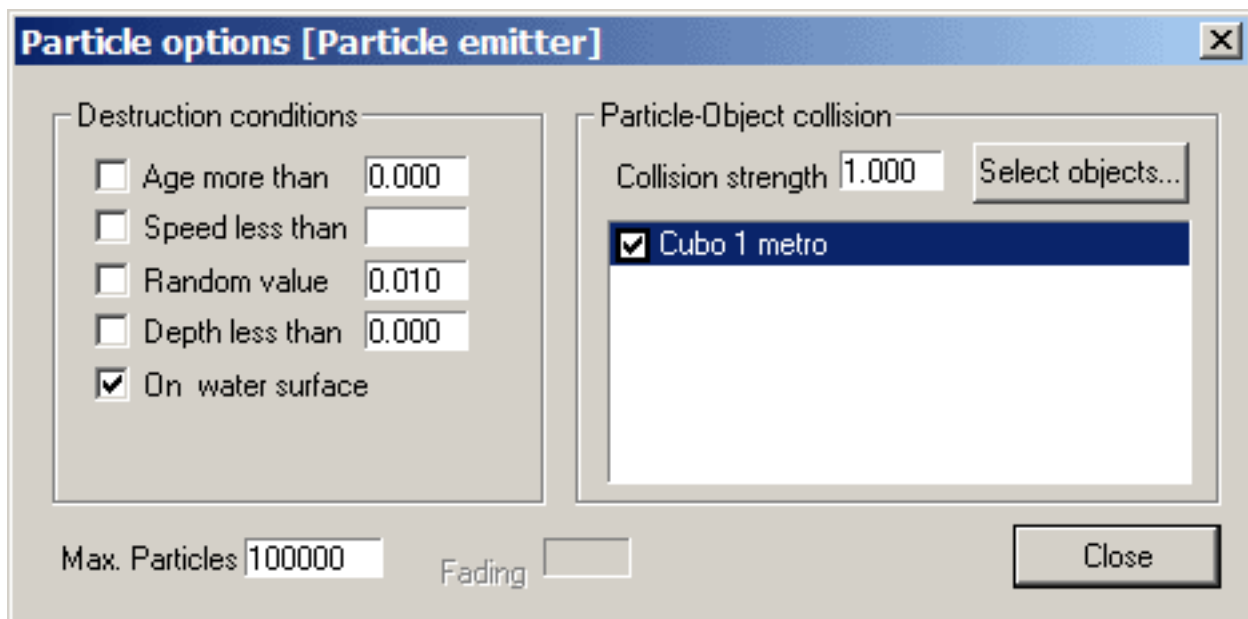 Particle options [Particle emitter]
Destruction conditions
Age more than 0.000
Speed less than
Random value 0.010
Depth less than 0.000
On water surface
Particle-Object collision
Collision strength 1.000 Select objects...
Cubo 1 metro
Max. Particles 100000 Fading
Close